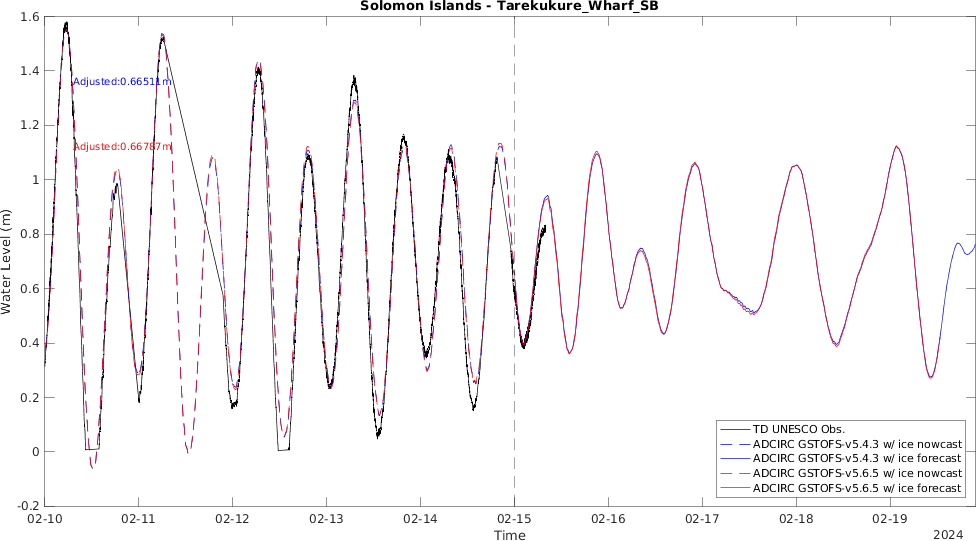 Solomon Islands - Tarekukure_Wharf_SB
1.6
1.4
1.2
1
0.8
0.6
0.4
0.2
0
-0.2
Water Level (m)
Adjusted:0.66511m
Adjusted:0.66787m
TD UNESCO Obs.
ADCIRC GSTOFS-v5.4.3 w/ ice nowcast
ADCIRC GSTOFS-v5.4.3 w/ ice forecast
ADCIRC GSTOFS-v5.6.5 w/ ice nowcast
ADCIRC GSTOFS-v5.6.5 w/ ice forecast
02-10 02-11 02-12 02-13 02-14 02-15 02-16 02-17 02-18 02-19
Time 2024